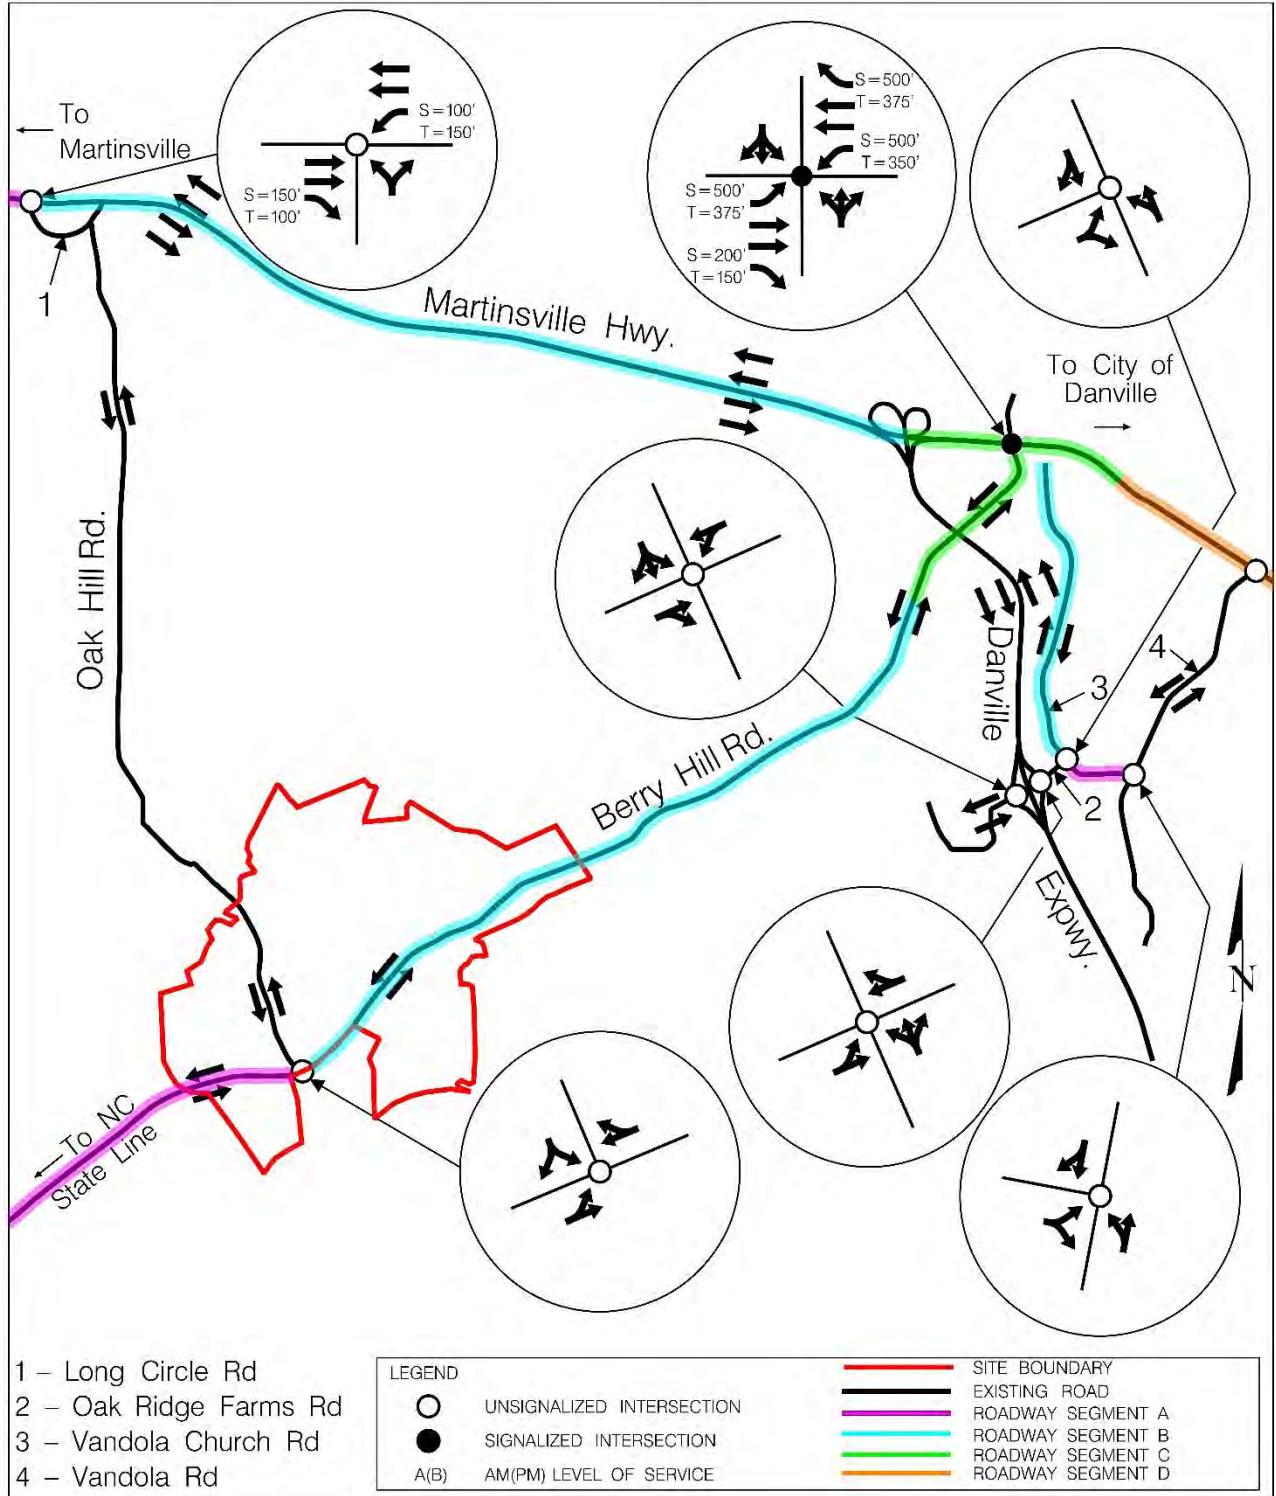 To
Martinsville
S=100'
T=150'
S=150'
T=100'
S=500'
T=375'
S=500'
T=350'
S=500'
T=375'
S=200'
T=150'
1
Martinsville Hwy.
To City of
Danville
Oak Hill Rd.
Danville
Expwy.
4
3
2
Berry Hill Rd.
N
To NC
State Line
1 – Long Circle Rd
2 – Oak Ridge Farms Rd
3 – Vandola Church Rd
4 – Vandola Rd
LEGEND
UNSIGNALIZED INTERSECTION
SIGNALIZED INTERSECTION
A(B) AM(PM) LEVEL OF SERVICE
SITE BOUNDARY
EXISTING ROAD
ROADWAY SEGMENT A
ROADWAY SEGMENT B
ROADWAY SEGMENT C
ROADWAY SEGMENT D